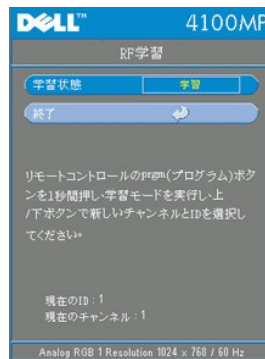 DELL™ 4100MP
RF学習
学習状態 学習
終了
リモートコントロールのprgm(プログラム)ボタ
ンを1秒間押し学習モードを実行し、上
/下ボタンで新しいチャンネルとIDを選択し
てください。
現在のID:1
現在のチャンネル:1
Analog RGB 1 Resolution 1024 x 768 / 60 Hz